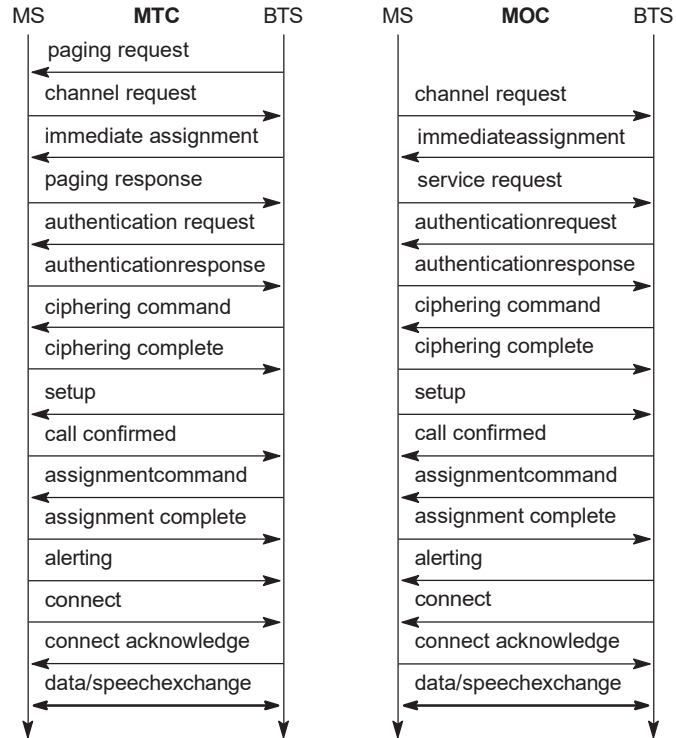 MS MTC BTS
paging request
channel request
immediate assignment
paging response
authentication request
authenticationresponse
ciphering command
ciphering complete
setup
call confirmed
assignmentcommand
assignment complete
alerting
connect
connect acknowledge
data/speechexchange
MS MOC BTS
channel request
immediateassignment
service request
authenticationrequest
authenticationresponse
ciphering command
ciphering complete
setup
call confirmed
assignmentcommand
assignment complete
alerting
connect
connect acknowledge
data/speechexchange